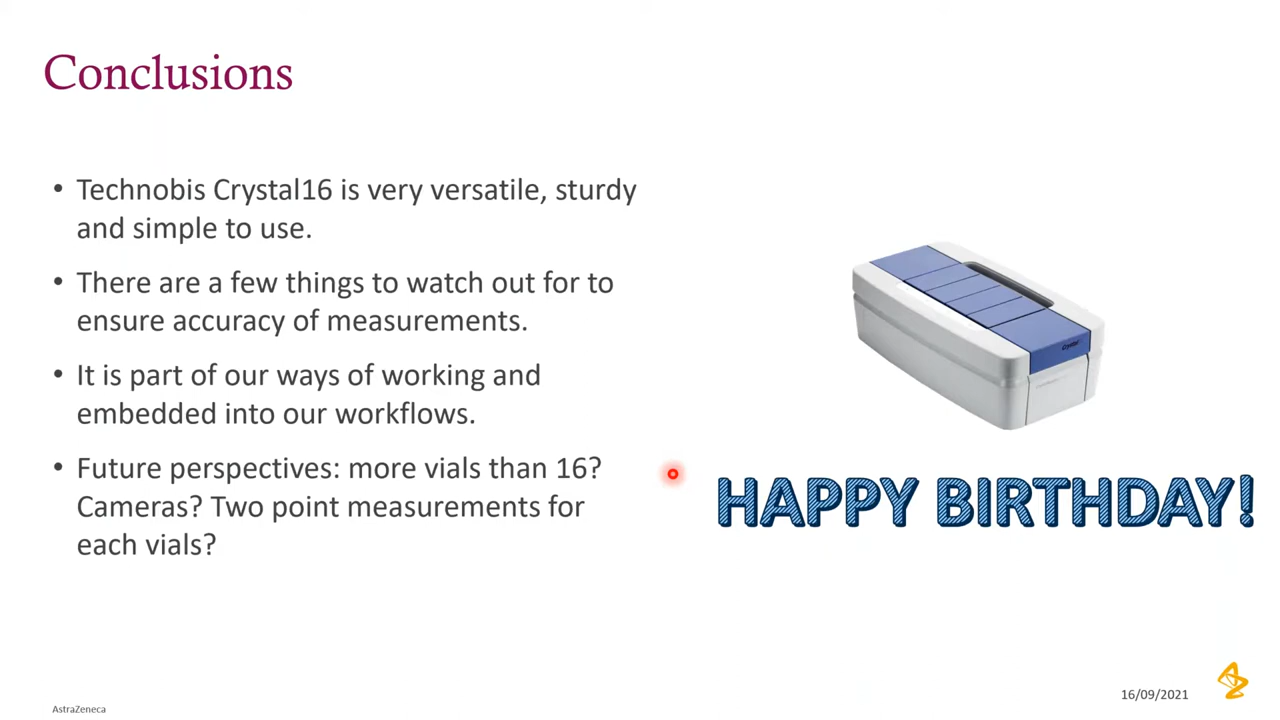 Conclusions
• Technobis Crystal16 is very versatile, sturdy
and simple to use.
• There are a few things to watch out for to
ensure accuracy of measurements.
• It is part of our ways of working and
embedded into our workflows.
• Future perspectives: more vials than 16?
Cameras? Two point measurements for
each vials?
Crystal
HAPPY BIRTHDAY!
AstraZeneca
16/09/2021